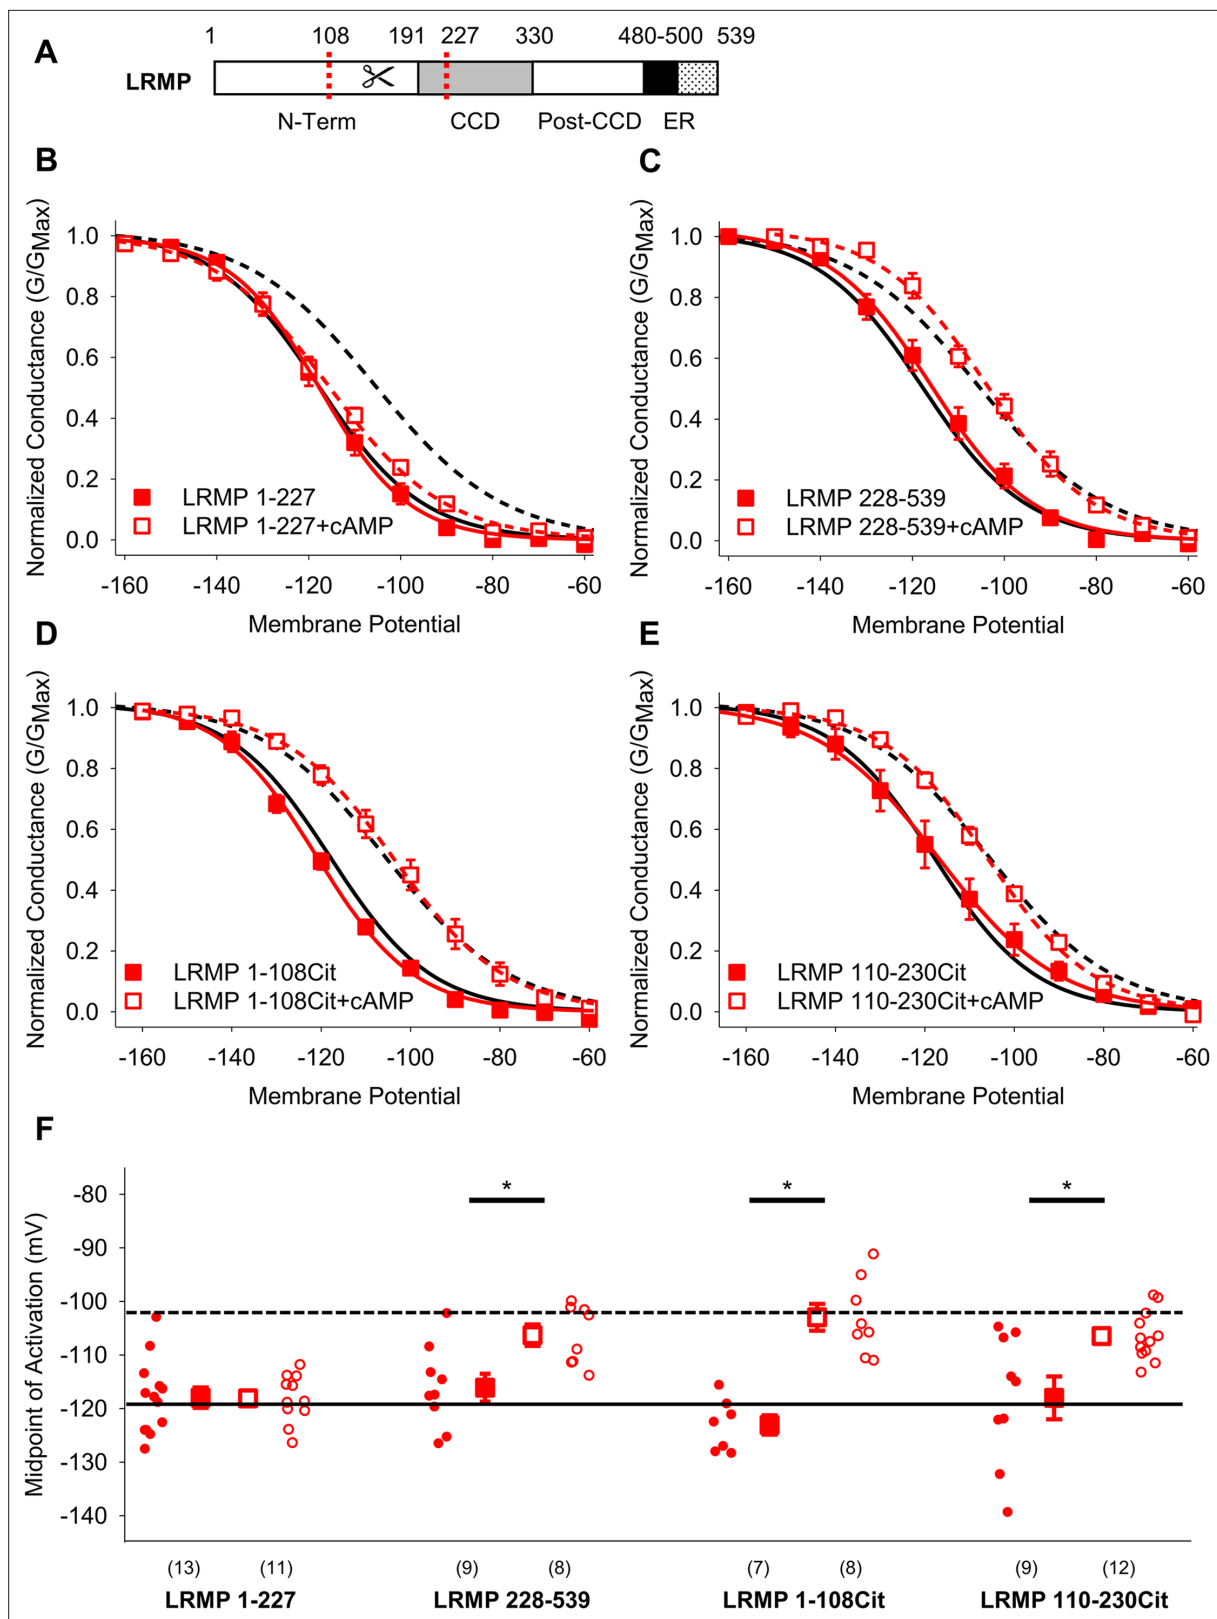 A
1 108 191 227 330 480-500 539
LRMP
N-Term CCD Post-CCD ER
B
Normalized Conductance (G/GMax)
1.0
0.8
0.6
0.4
0.2
0.0
LRMP 1-227
LRMP 1-227+cAMP
-160 -140 -120 -100 -80 -60
Membrane Potential
C
Normalized Conductance (G/GMax)
1.0
0.8
0.6
0.4
0.2
0.0
LRMP 228-539
LRMP 228-539+cAMP
-160 -140 -120 -100 -80 -60
Membrane Potential
D
Normalized Conductance (G/GMax)
1.0
0.8
0.6
0.4
0.2
0.0
LRMP 1-108Cit
LRMP 1-108Cit+cAMP
-160 -140 -120 -100 -80 -60
Membrane Potential
E
Normalized Conductance (G/GMax)
1.0
0.8
0.6
0.4
0.2
0.0
LRMP 110-230Cit
LRMP 110-230Cit+cAMP
-160 -140 -120 -100 -80 -60
Membrane Potential
F
Midpoint of Activation (mV)
-80
-90
-100
-110
-120
-130
-140
* * *
(13) (11) (9) (8) (7) (8) (9) (12)
LRMP 1-227 LRMP 228-539 LRMP 1-108Cit LRMP 110-230Cit